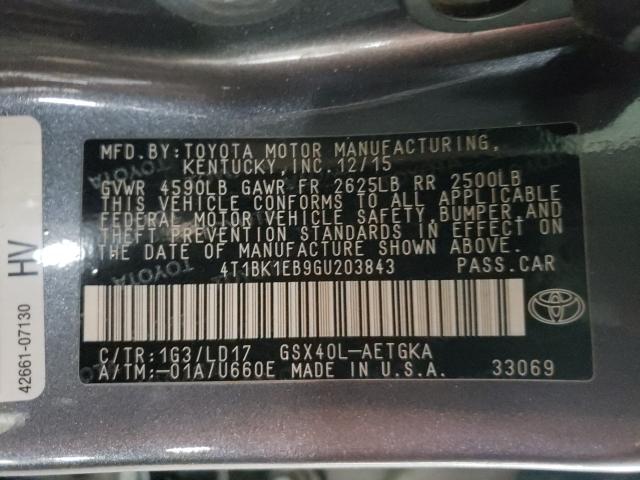 MFD.BY:TOYOTA MOTOR MANUFACTURING,
KENTUCKY,INC.12/15
GVWR 4590LB GAWR FR 2625LB RR 2500LB
THIS VEHICLE CONFORMS TO ALL APPLICABLE
FEDERAL MOTOR VEHICLE SAFETY,BUMPER,AND
THEFT PREVENTION STANDARDS IN EFFECT ON
THE DATE OF MANUFACTURE SHOWN ABOVE.
4T1BK1EB9GU203843 PASS.CAR
C/TR:1G3/LD17 GSX40L-AETGKA
A/TM:-01A/U660E MADE IN U.S.A. 33069
HV
42661-07130